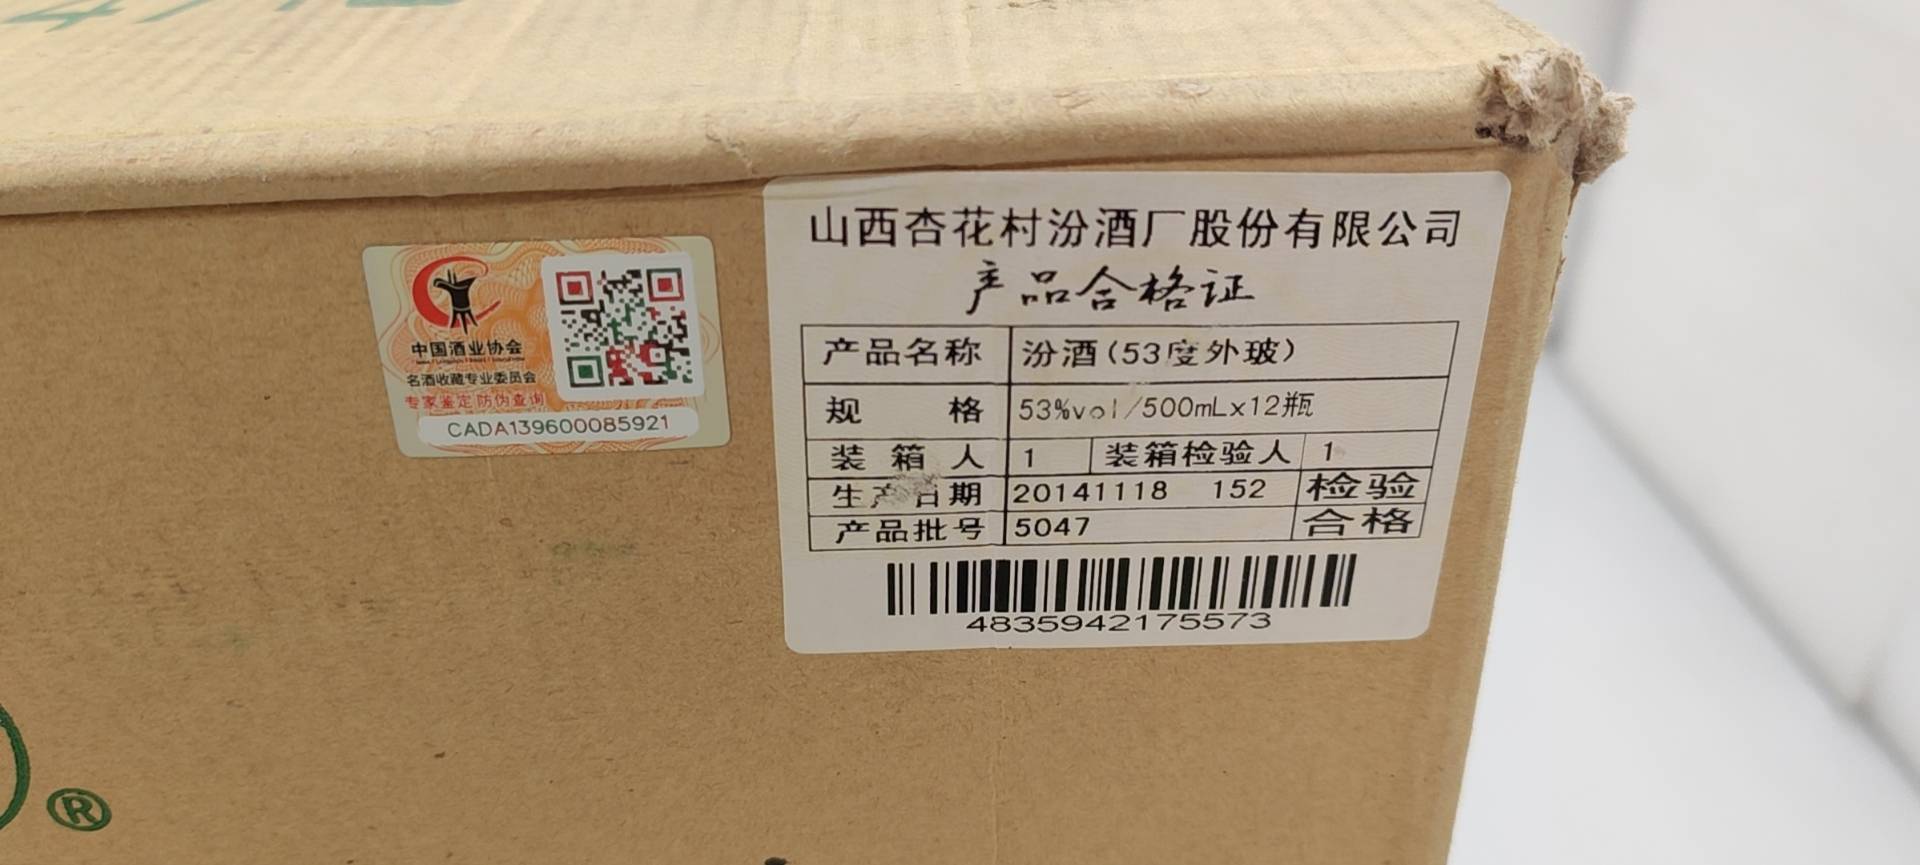 中国酒业协会
名酒收藏专业委员会
专家鉴定 防伪查询
CADA139600085921
山西杏花村汾酒厂股份有限公司
产品合格证
产品名称 汾酒(53度外玻)
规 格 53%vol/500mLx12瓶
装 箱 人 1 装箱检验人 1
生产日期 20141118 152 检验
产品批号 5047 合格
4835942175573
®